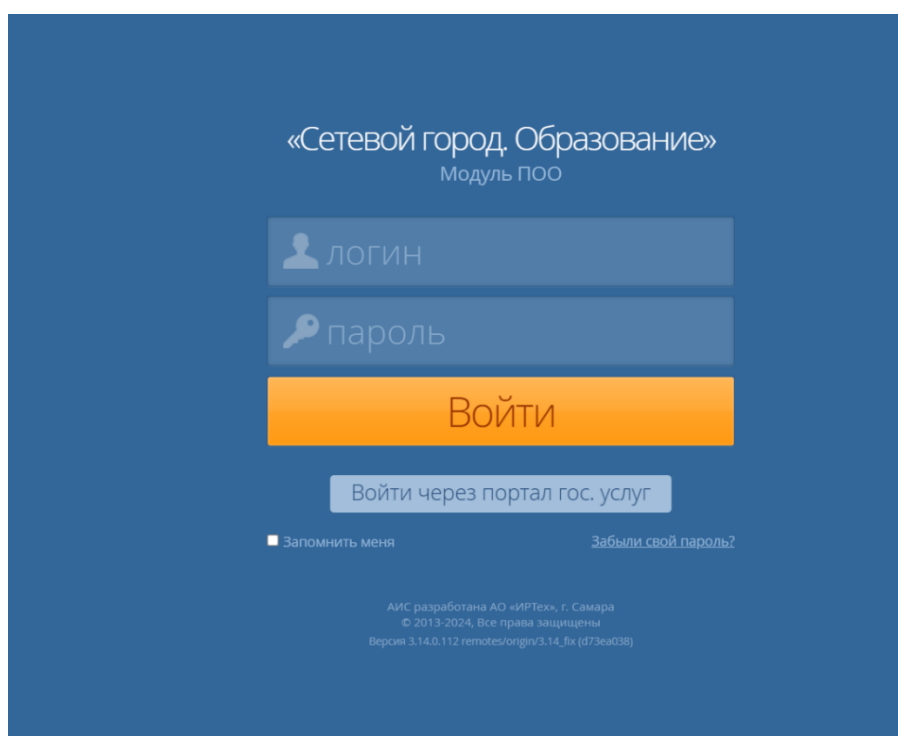 «Сетевой город. Образование»
Модуль ПОО
логин
пароль
Войти
Войти через портал гос. услуг
Запомнить меня
Забыли свой пароль?
АИС разработана АО «ИРТех», г. Самара
© 2013-2024, Все права защищены
Версия 3.14.0.112 remotes/origin/3.14_fix (d73ea038)